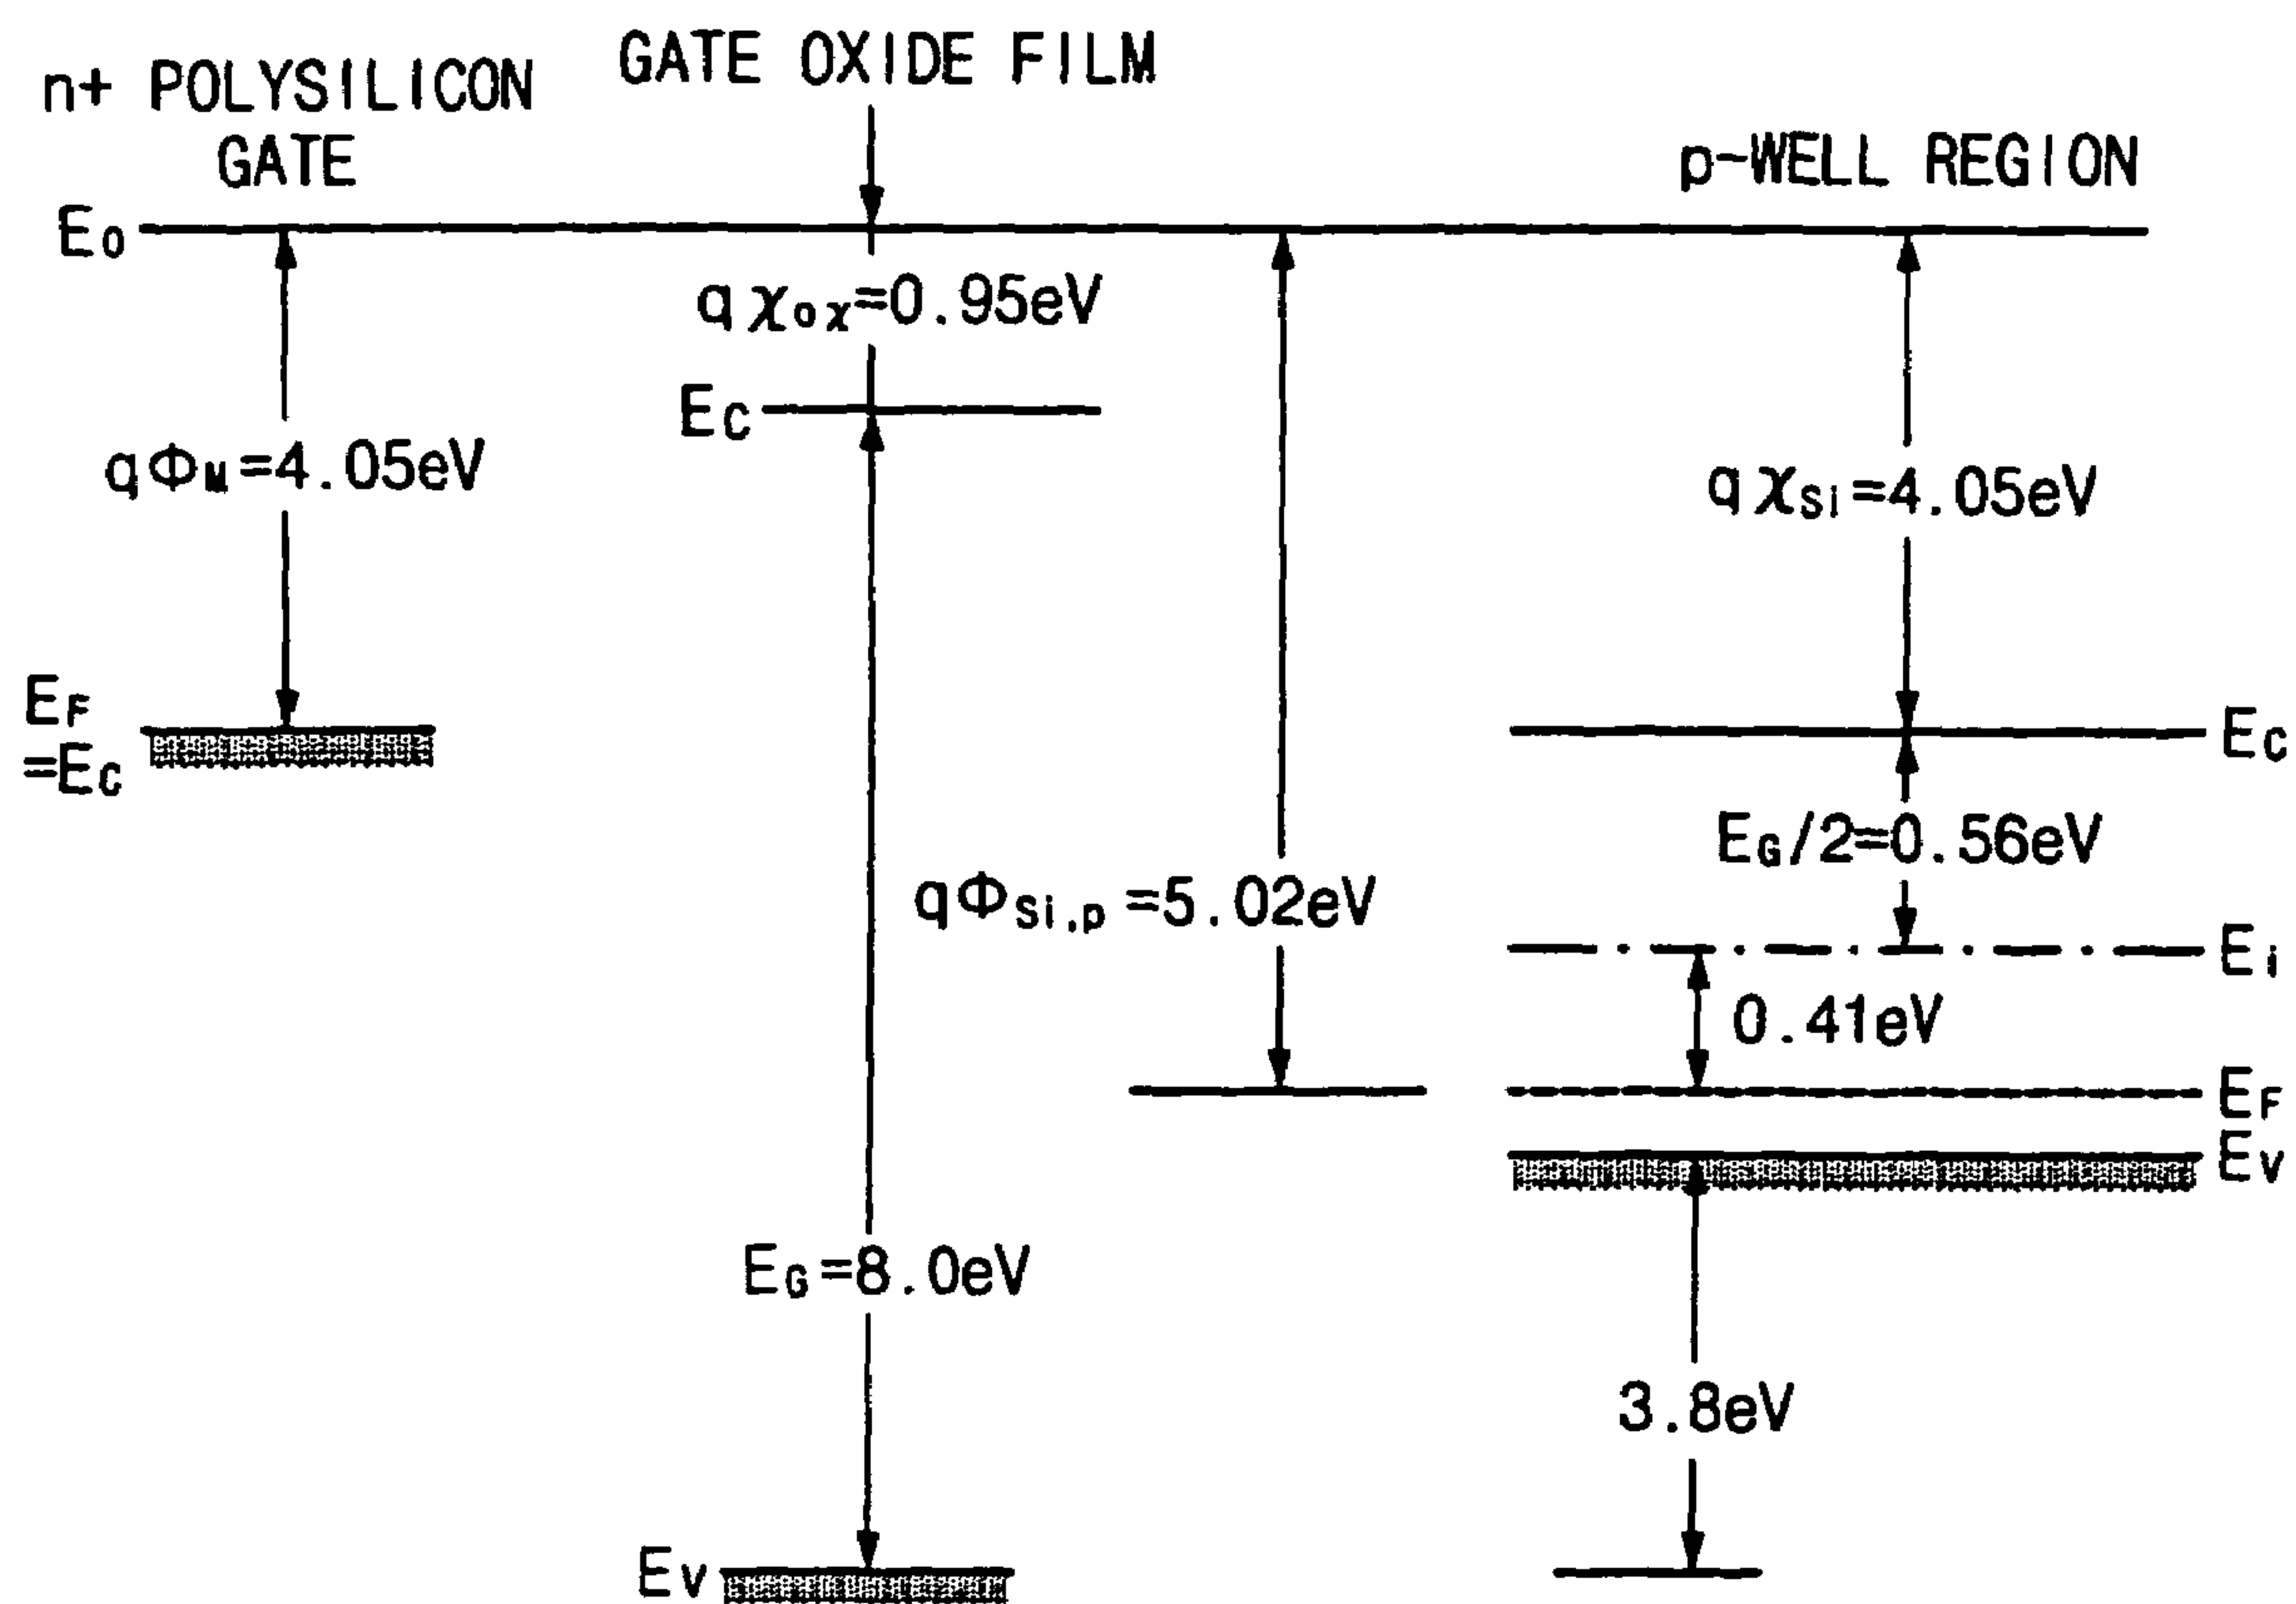 n+ POLYSILICON
GATE
GATE OXIDE FILM
p-WELL REGION
E0
qχox=0.95eV
EC
qΦM=4.05eV
qχSi=4.05eV
EF
=EC
EC
EG/2=0.56eV
qΦSi,p=5.02eV
Ei
0.41eV
EF
EV
EG=8.0eV
3.8eV
EV